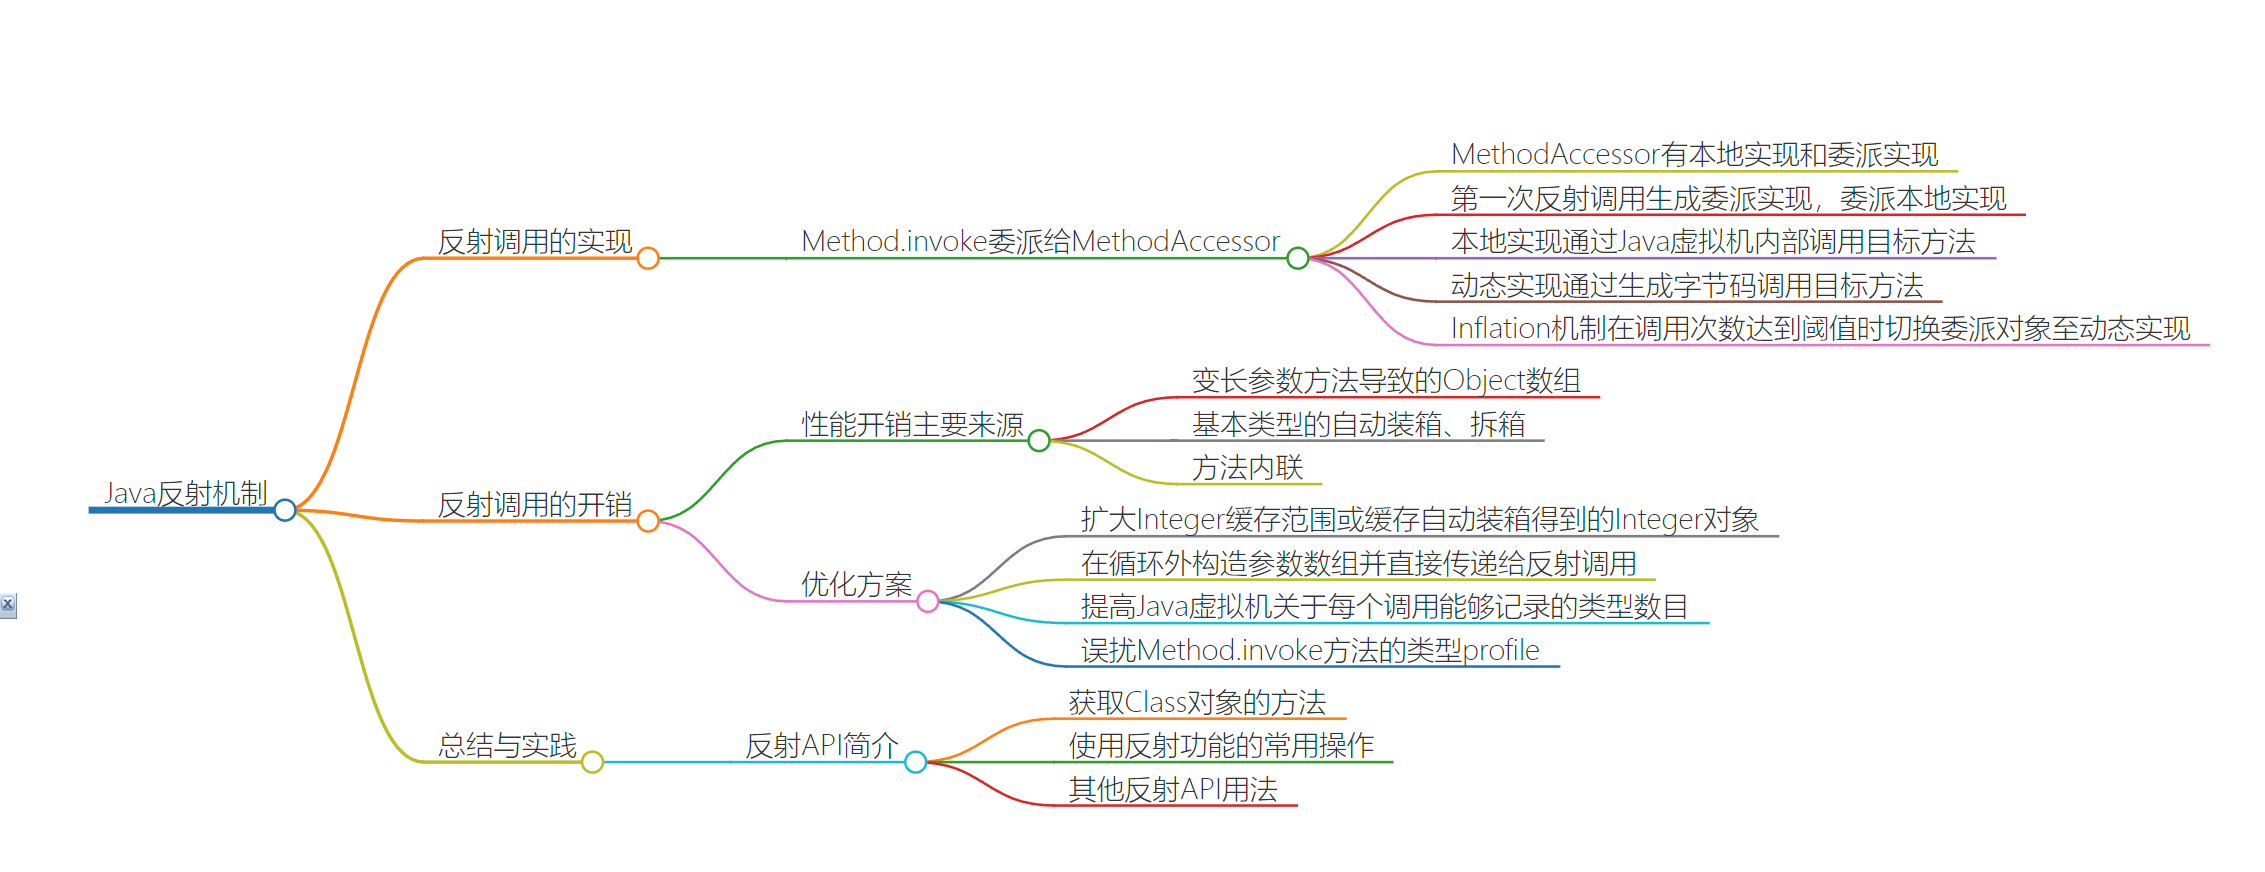 Java反射机制
反射调用的实现
Method.invoke委派给MethodAccessor
MethodAccessor有本地实现和委派实现
第一次反射调用生成委派实现，委派本地实现
本地实现通过Java虚拟机内部调用目标方法
动态实现通过生成字节码调用目标方法
Inflation机制在调用次数达到阈值时切换委派对象至动态实现
反射调用的开销
性能开销主要来源
变长参数方法导致的Object数组
基本类型的自动装箱、拆箱
方法内联
优化方案
扩大Integer缓存范围或缓存自动装箱得到的Integer对象
在循环外构造参数数组并直接传递给反射调用
提高Java虚拟机关于每个调用能够记录的类型数目
误扰Method.invoke方法的类型profile
总结与实践
反射API简介
获取Class对象的方法
使用反射功能的常用操作
其他反射API用法